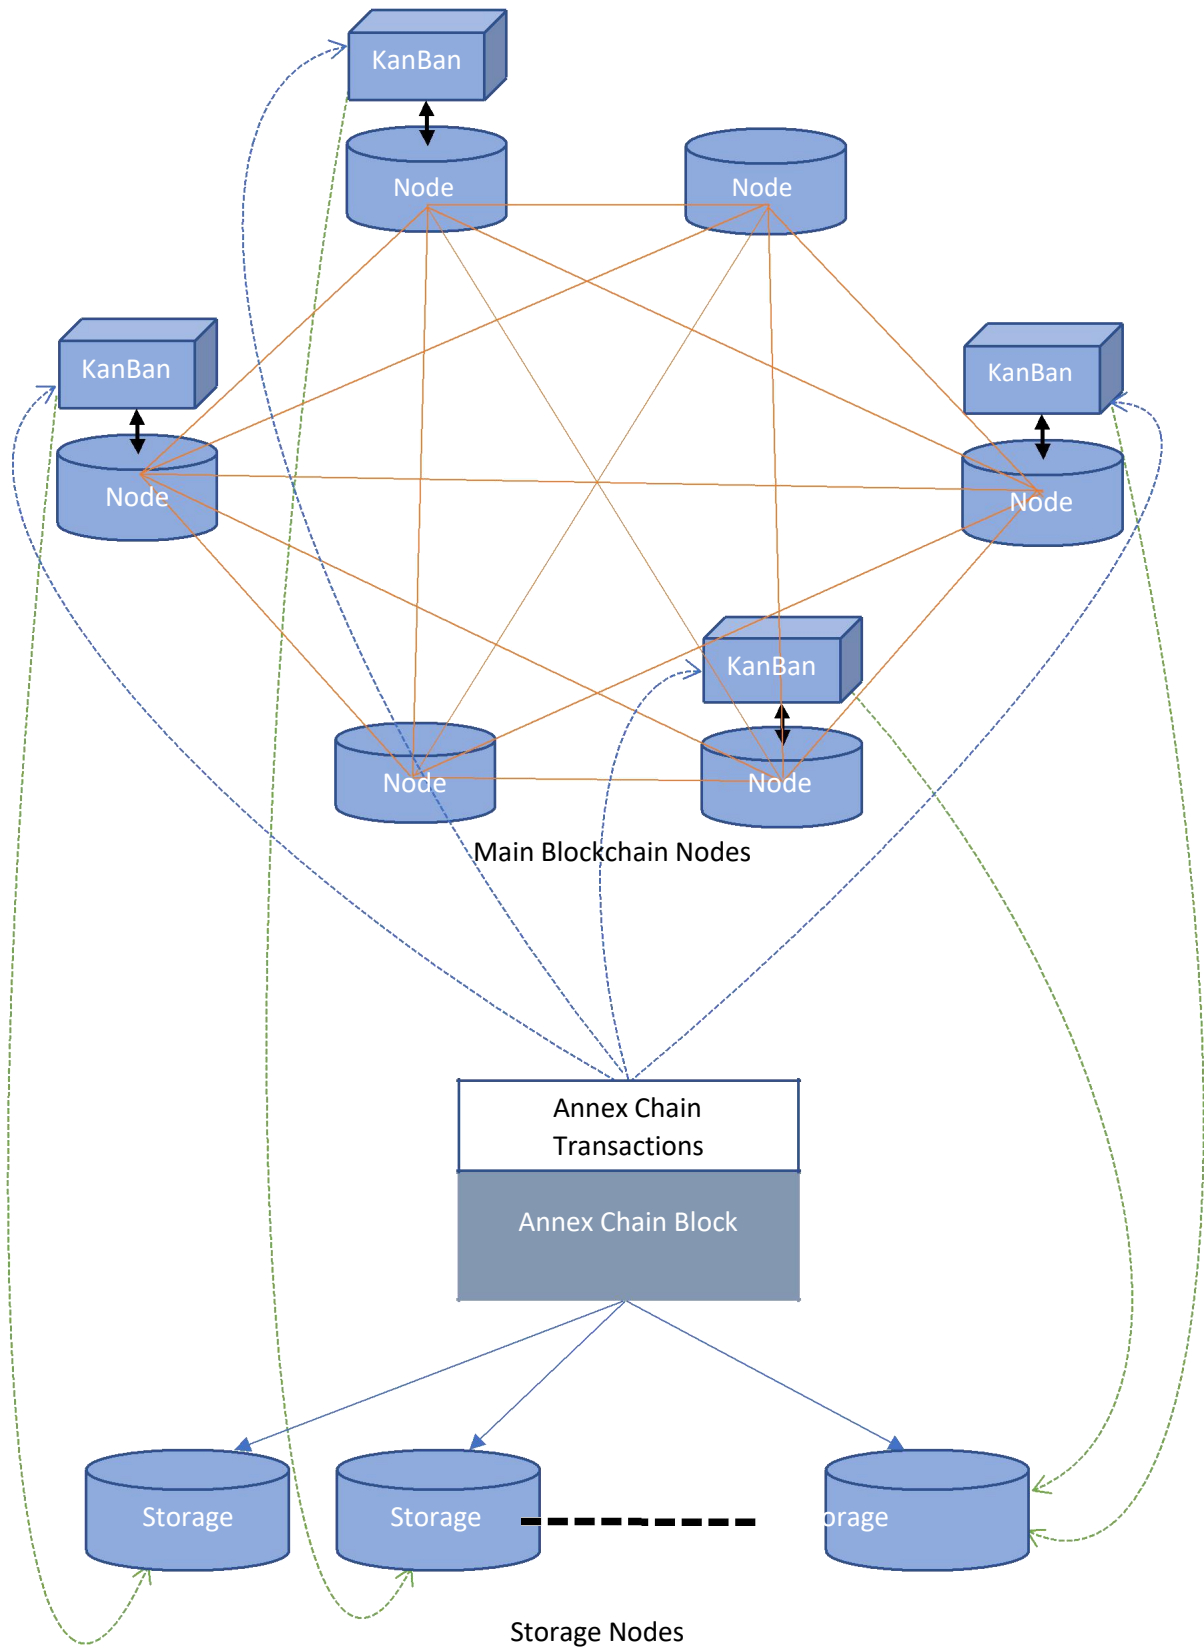 KanBan
Node
Node
KanBan
KanBan
Node
Node
KanBan
Node
Node
Main Blockchain Nodes
Annex Chain
Transactions
Annex Chain Block
Storage
Storage
orage
Storage Nodes